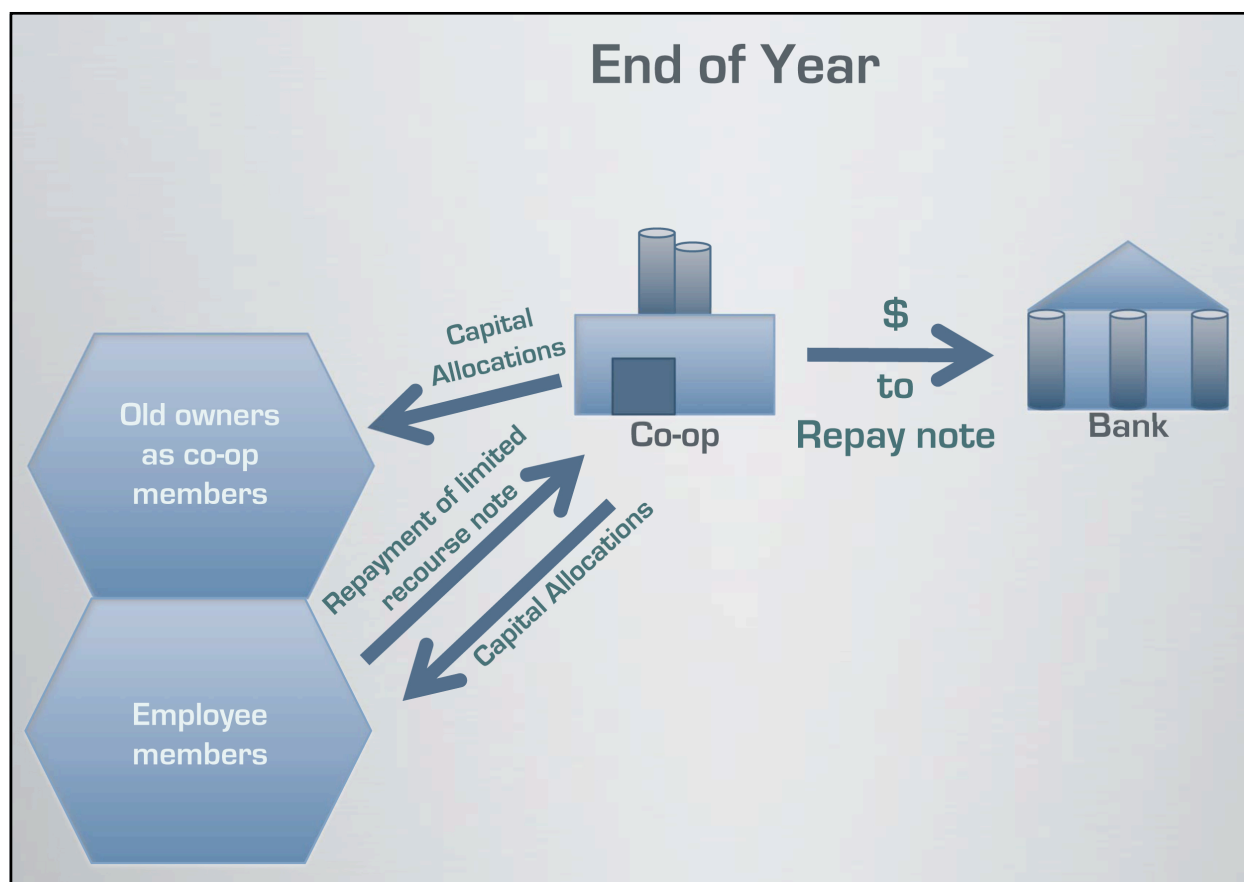 End of Year
Capital
Allocations
$
to
Repay note
Co-op
Bank
Old owners
as co-op
members
Repayment of limited
recourse note
Capital Allocations
Employee
members